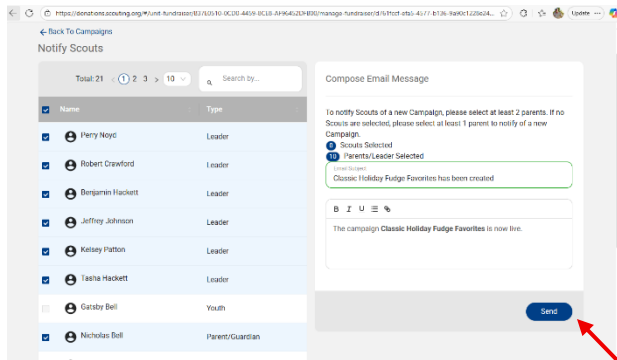 Update
Back To Campaigns
Notify Scouts
Total: 21 < 1 2 3 > 10
Search by...
Name Type
Perry Noyd Leader
Robert Crawford Leader
Benjamin Hackett Leader
Jeffrey Johnson Leader
Kelsey Patton Leader
Tasha Hackett Leader
Gatsby Bell Youth
Nicholas Bell Parent/Guardian
Compose Email Message
To notify Scouts of a new Campaign, please select at least 2 parents. If no
Scouts are selected, please select at least 1 parent to notify of a new
Campaign.
0 Scouts Selected
10 Parents/Leader Selected
Email Subject
Classic Holiday Fudge Favorites has been created
B I U
The campaign Classic Holiday Fudge Favorites is now live.
Send